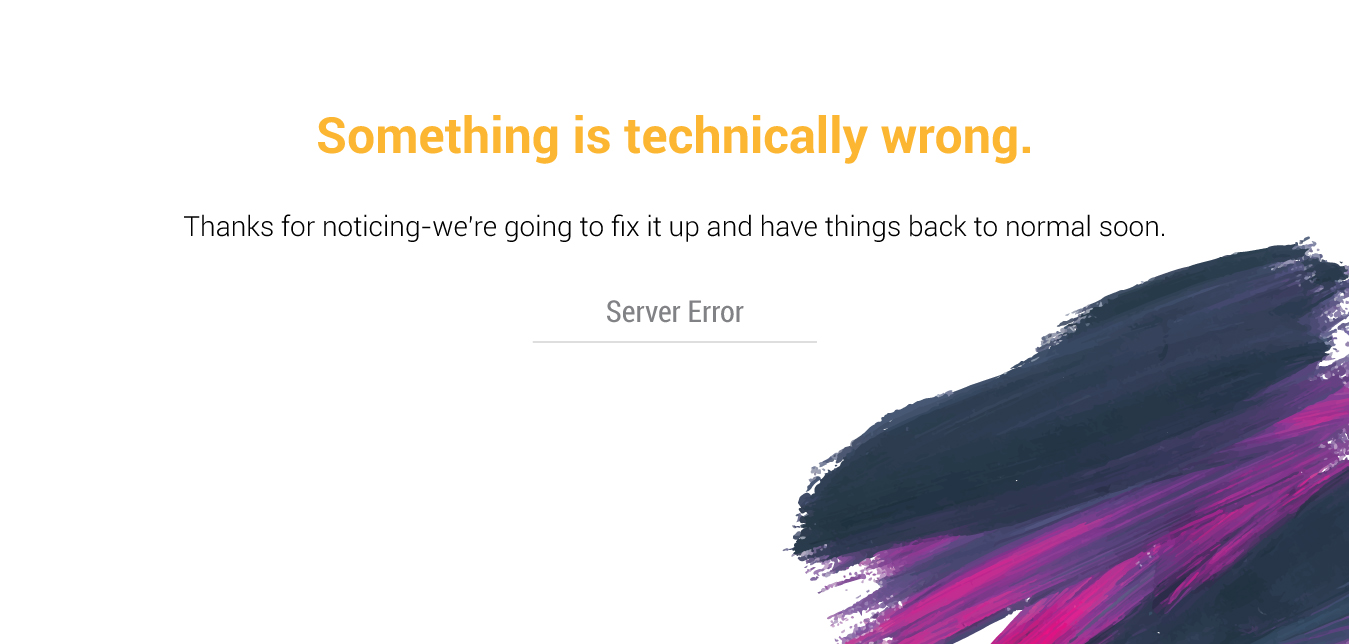 Something is technically wrong.
Thanks for noticing-we're going to fix it up and have things back to normal soon.
Server Error